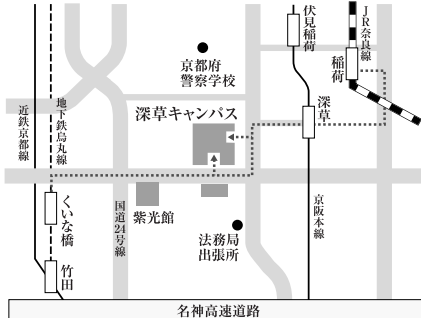 伏見稲荷
JR奈良線
稲荷
京都府
警察学校
深草キャンパス
深草
近鉄京都線
地下鉄烏丸線
くいな橋
竹田
国道24号線
紫光館
法務局
出張所
京阪本線
名神高速道路